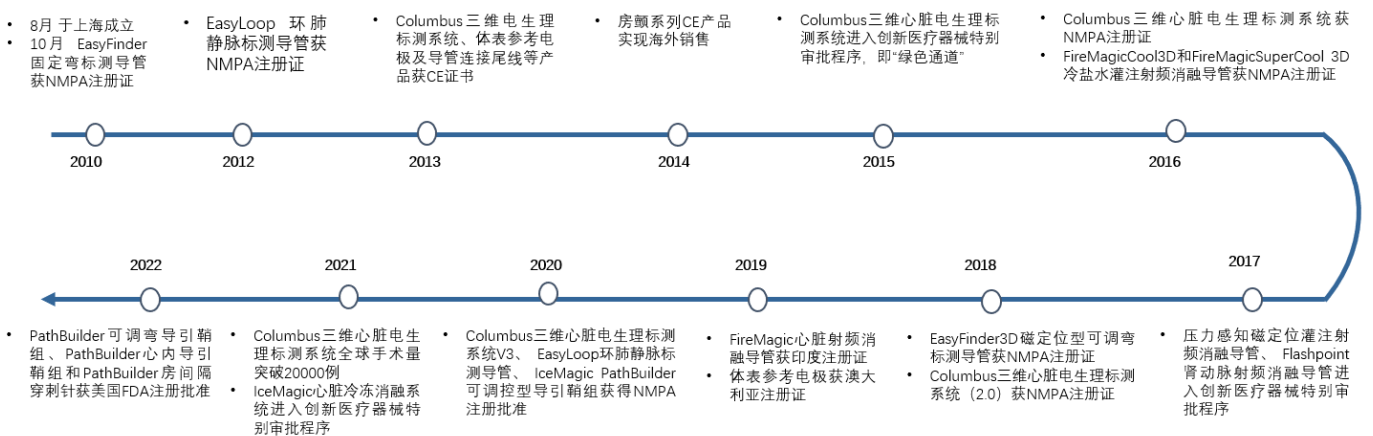 8月于上海成立
10月 EasyFinder
固定弯标测导管
获NMPA注册证
EasyLoop 环肺
静脉标测导管获
NMPA注册证
Columbus三维电生理
标测系统、体表参考电
极及导管连接尾线等产
品获CE证书
房颤系列CE产品
实现海外销售
Columbus三维心脏电生理标
测系统进入创新医疗器械特别
审批程序，即“绿色通道”
Columbus三维心脏电生理标测系统获
NMPA注册证
FireMagicCool3D和FireMagicSuperCool 3D
冷盐水灌注射频消融导管获NMPA注册证
2010
2012
2013
2014
2015
2016
2022
2021
2020
2019
2018
2017
PathBuilder可调弯导引鞘
组、PathBuilder心内导引
鞘组和PathBuilder房间隔
穿刺针获美国FDA注册批准
Columbus三维心脏电生
理标测系统全球手术量
突破20000例
IceMagic心脏冷冻消融系
统进入创新医疗器械特
别审批程序
Columbus三维心脏电生理标测
系统V3、 EasyLoop环肺静脉标
测导管、 IceMagic PathBuilder
可调控型导引鞘组获得NMPA
注册批准
FireMagic心脏射频消
融导管获印度注册证
体表参考电极获澳大
利亚注册证
EasyFinder3D磁定位型可调弯
标测导管获NMPA注册证
Columbus三维心脏电生理标测
系统（2.0）获NMPA注册证
压力感知磁定位灌注射
频消融导管、 Flashpoint
肾动脉射频消融导管进
入创新医疗器械特别审
批程序